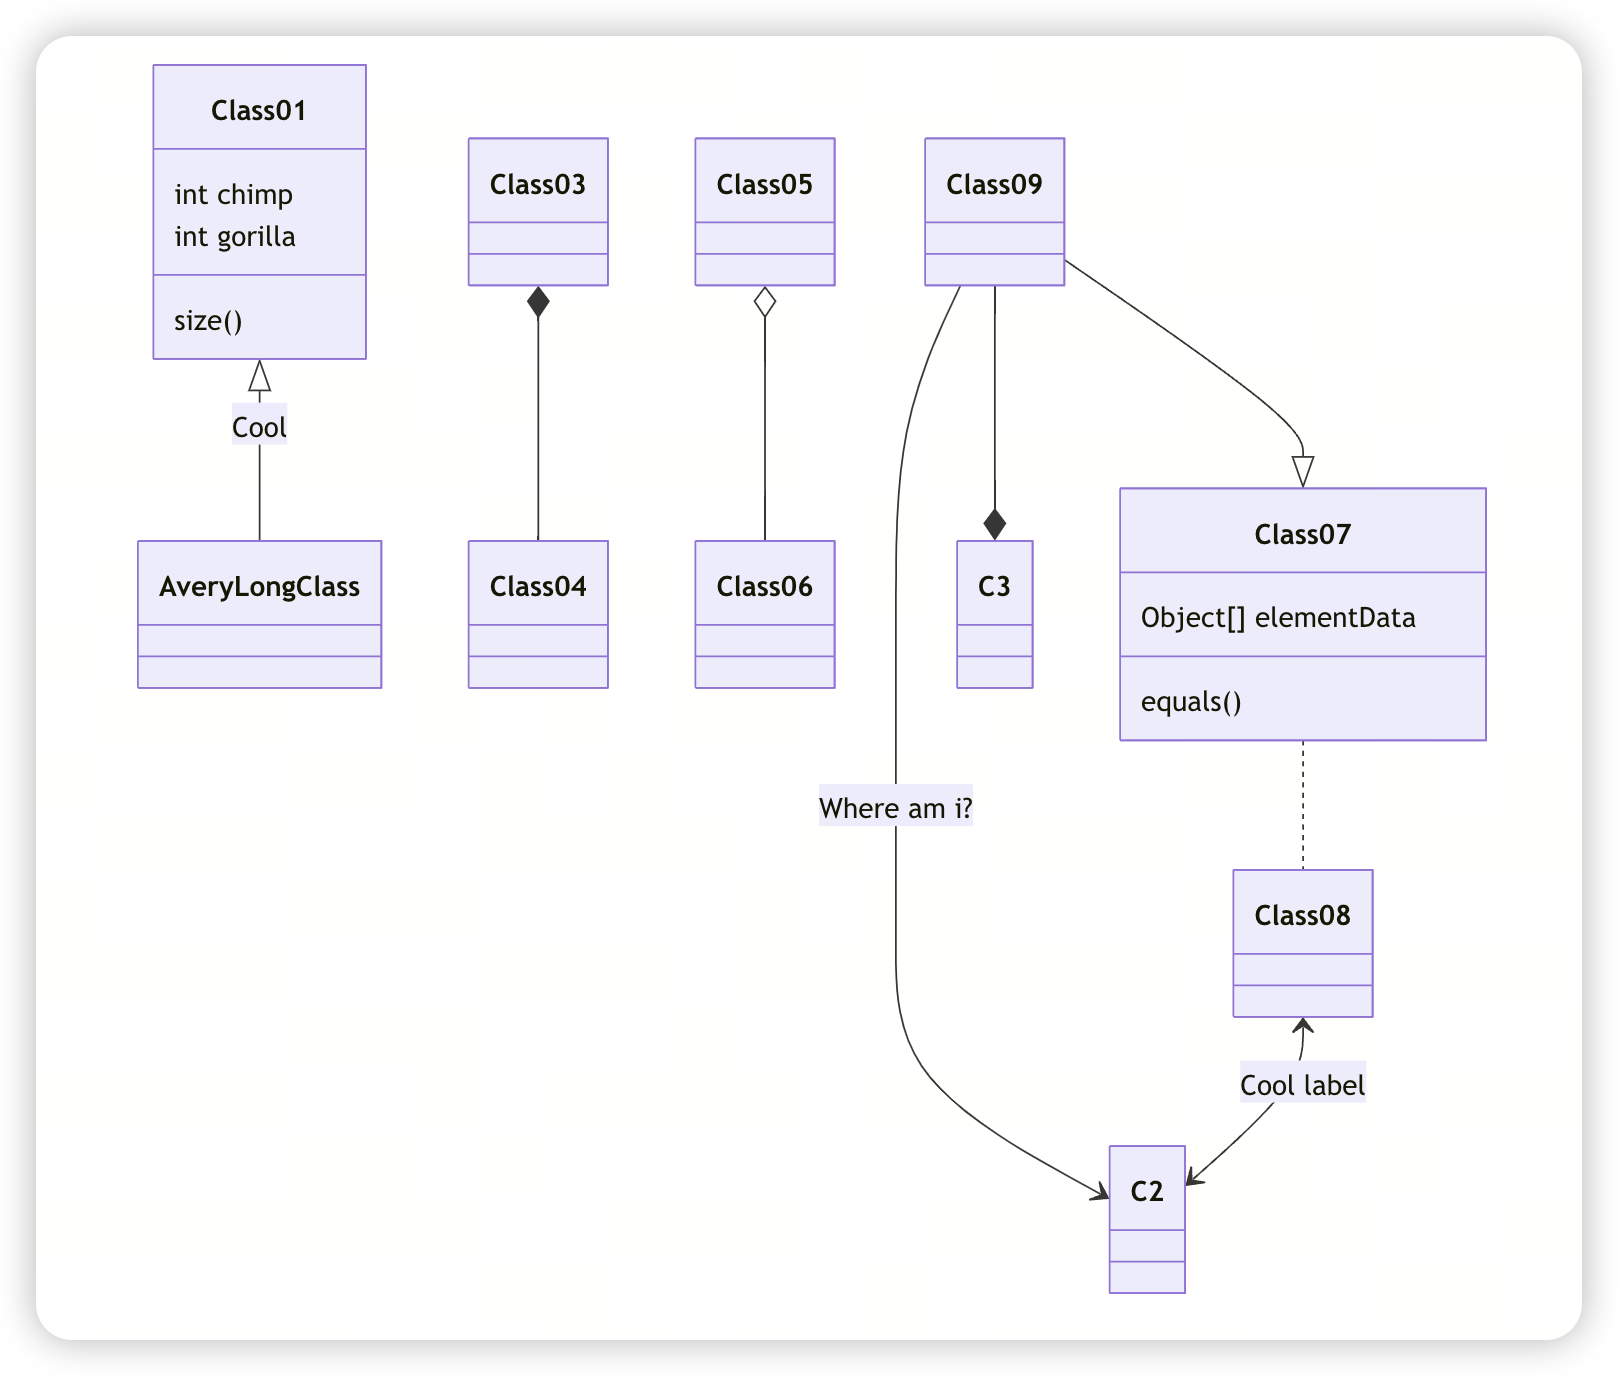 Class01
int chimp
int gorilla
size()
Class03
Class05
Class09
Cool
AveryLongClass
Class04
Class06
C3
Class07
Object[] elementData
equals()
Where am i?
Class08
Cool label
C2